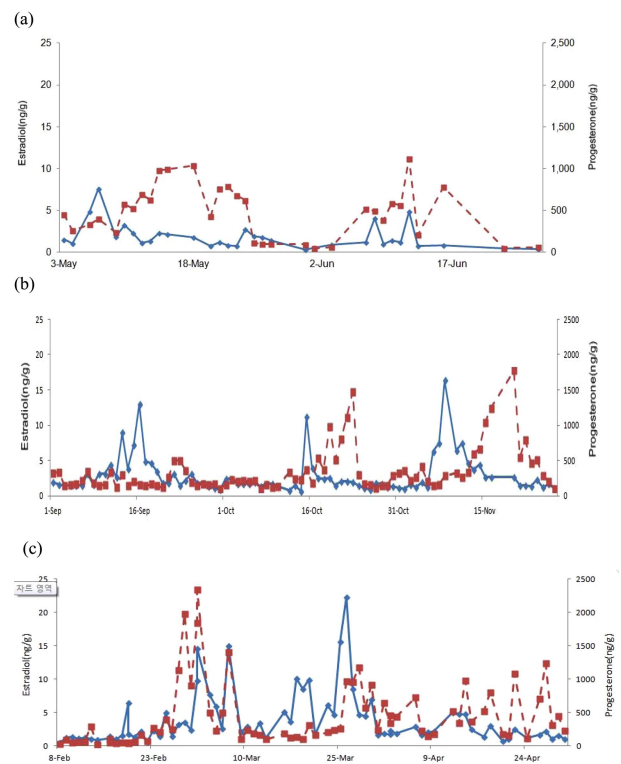 (a)
25
20
15
10
5
0
Estradiol(ng/g)
2,500
2,000
1,500
1,000
500
0
Progesterone(ng/g)
3-May 18-May 2-Jun 17-Jun
(b)
25
20
15
10
5
0
Estradiol(ng/g)
2500
2000
1500
1000
500
0
Progesterone(ng/g)
1-Sep 16-Sep 1-Oct 16-Oct 31-Oct 15-Nov
(c)
차트 영역
25
20
15
10
5
0
Estradiol(ng/g)
2500
2000
1500
1000
500
0
Progesterone(ng/g)
8-Feb 23-Feb 10-Mar 25-Mar 9-Apr 24-Apr